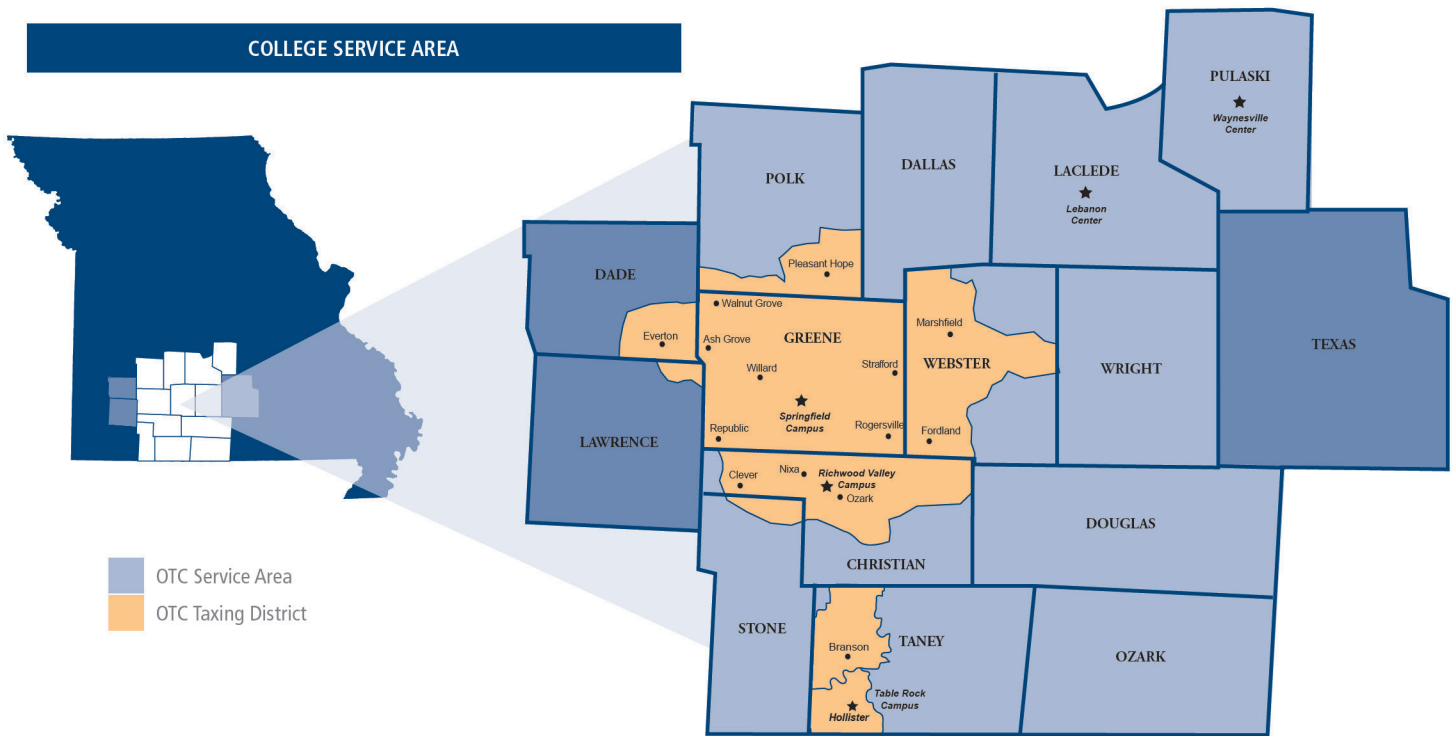 COLLEGE SERVICE AREA
PULASKI
Waynesville
Center
DALLAS
LACLEDE
POLK
Lebanon
Center
Pleasant Hope
DADE
Walnut Grove
Everton
Ash Grove
GREENE
Marshfield
Willard
Strafford
WEBSTER
WRIGHT
TEXAS
Springfield
Campus
Republic
Rogersville
Fordland
LAWRENCE
Clever
Nixa
Richwood Valley
Campus
Ozark
DOUGLAS
CHRISTIAN
OTC Service Area
OTC Taxing District
STONE
Branson
TANEY
OZARK
Table Rock
Campus
Hollister